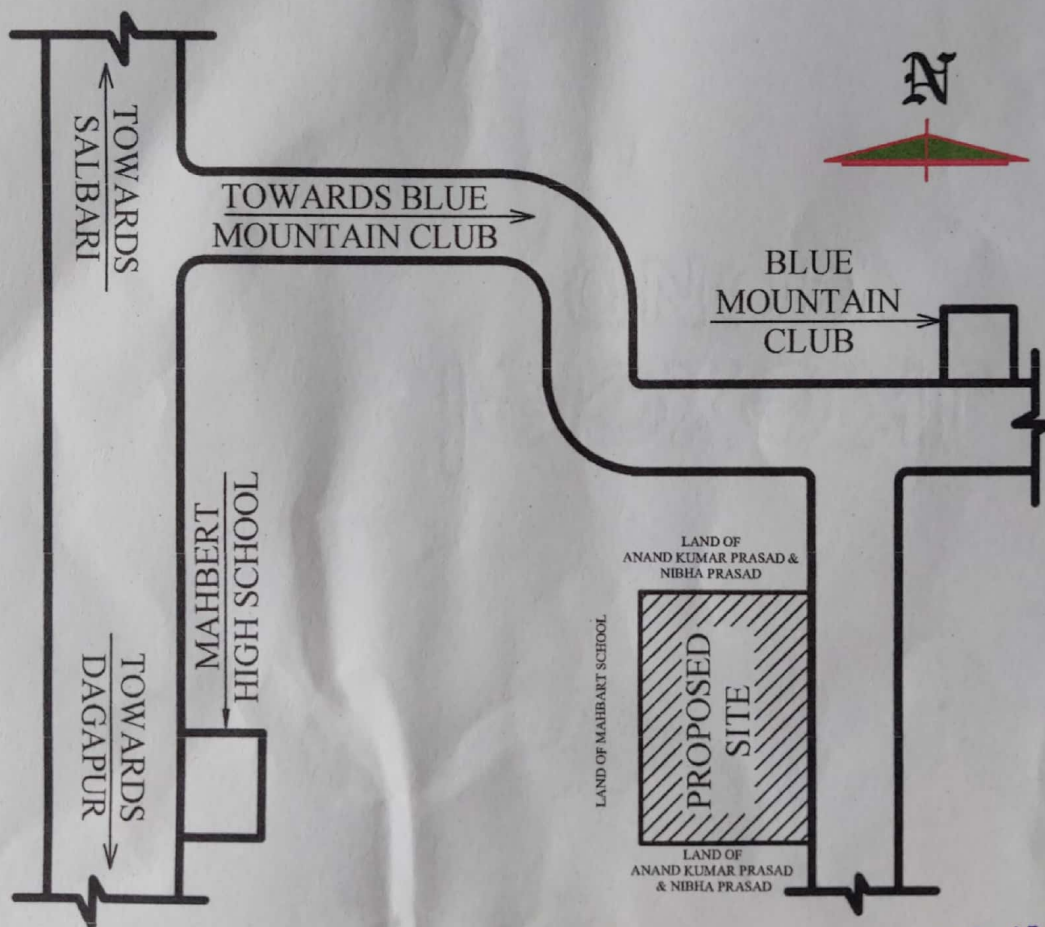 N
TOWARDS
SALBARI
TOWARDS BLUE
MOUNTAIN CLUB
BLUE
MOUNTAIN
CLUB
MAHBERT
HIGH SCHOOL
LAND OF
ANAND KUMAR PRASAD &
NIBHA PRASAD
LAND OF MAHBART SCHOOL
PROPOSED
SITE
TOWARDS
DAGAPUR
LAND OF
ANAND KUMAR PRASAD
& NIBHA PRASAD